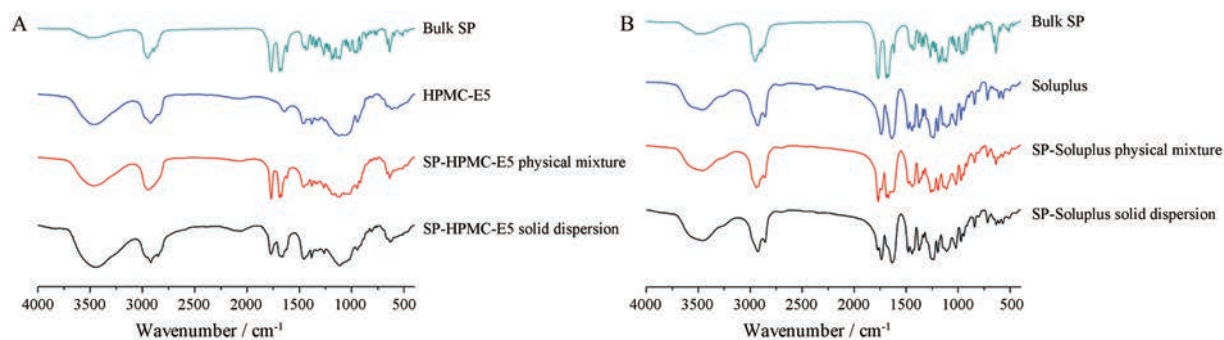 A
Bulk SP
HPMC-E5
SP-HPMC-E5 physical mixture
SP-HPMC-E5 solid dispersion
4000 3500 3000 2500 2000 1500 1000 500
Wavenumber / cm⁻¹
B
Bulk SP
Soluplus
SP-Soluplus physical mixture
SP-Soluplus solid dispersion
4000 3500 3000 2500 2000 1500 1000 500
Wavenumber / cm⁻¹